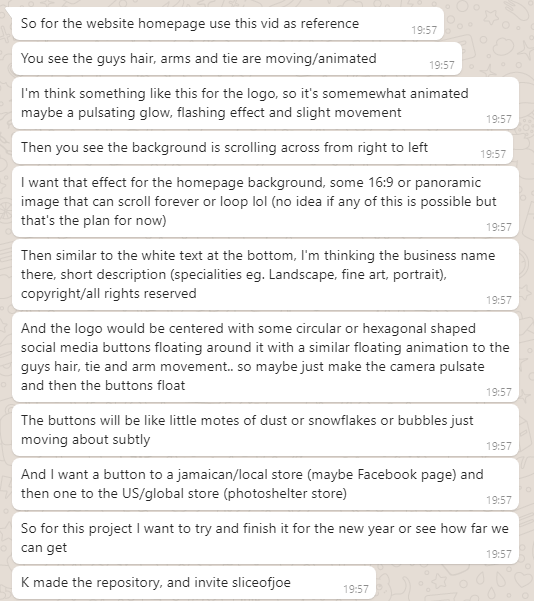 So for the website homepage use this vid as reference
19:57
You see the guys hair, arms and tie are moving/animated
19:57
I'm think something like this for the logo, so it's somemewhat animated
maybe a pulsating glow, flashing effect and slight movement
19:57
Then you see the background is scrolling across from right to left
19:57
I want that effect for the homepage background, some 16:9 or panoramic
image that can scroll forever or loop lol (no idea if any of this is possible but
that's the plan for now)
19:57
Then similar to the white text at the bottom, I'm thinking the business name
there, short description (specialities eg. Landscape, fine art, portrait),
copyright/all rights reserved
19:57
And the logo would be centered with some circular or hexagonal shaped
social media buttons floating around it with a similar floating animation to the
guys hair, tie and arm movement.. so maybe just make the camera pulsate
and then the buttons float
19:57
The buttons will be like little motes of dust or snowflakes or bubbles just
moving about subtly
19:57
And I want a button to a jamaican/local store (maybe Facebook page) and
then one to the US/global store (photoshelter store)
19:57
So for this project I want to try and finish it for the new year or see how far we
can get
19:57
K made the repository, and invite sliceofjoe
19:57